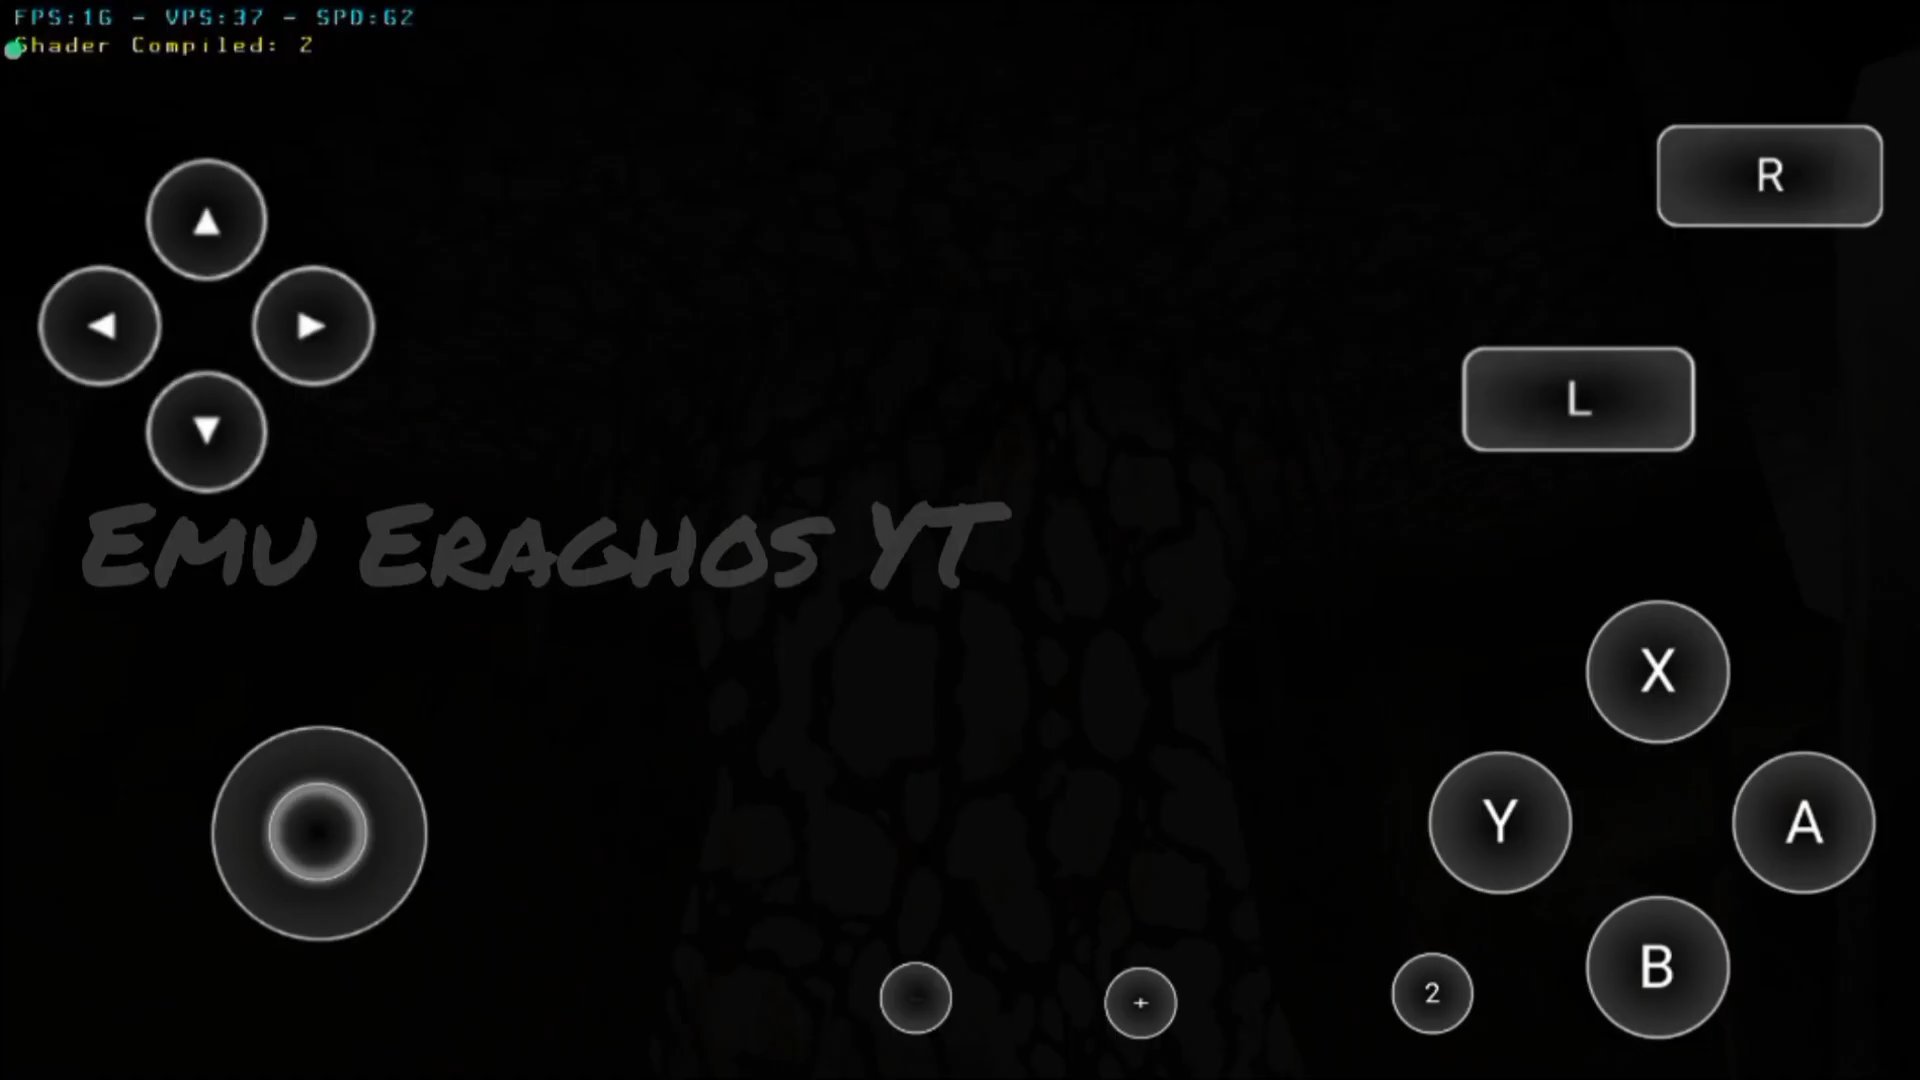 FPS:16 - VPS:37 - SPD:62
Shader Compiled: 2
R
L
Emu Eraghos YT
X
Y
A
B
-
+
2